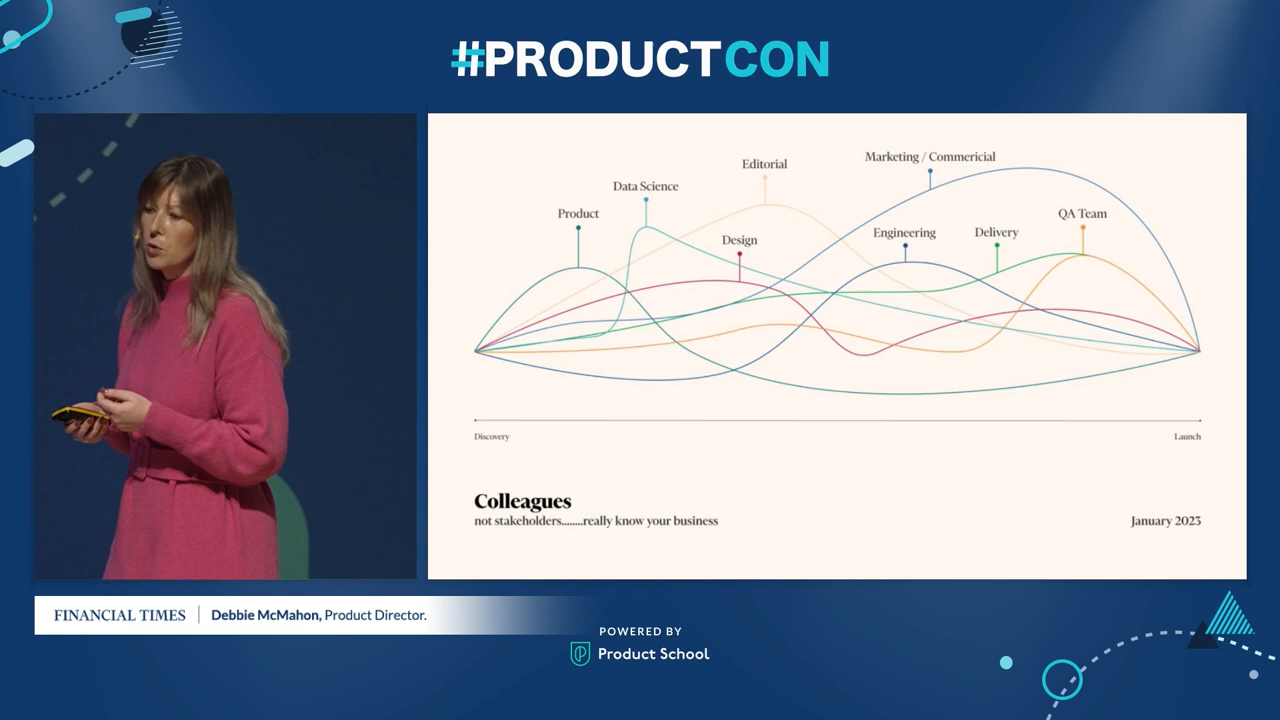 #PRODUCTCON
Marketing / Commericial
Editorial
Data Science
Product
QA Team
Design
Engineering
Delivery
Discovery
Launch
Colleagues
not stakeholders........really know your business
January 2023
FINANCIAL TIMES
Debbie McMahon, Product Director.
POWERED BY
Product School